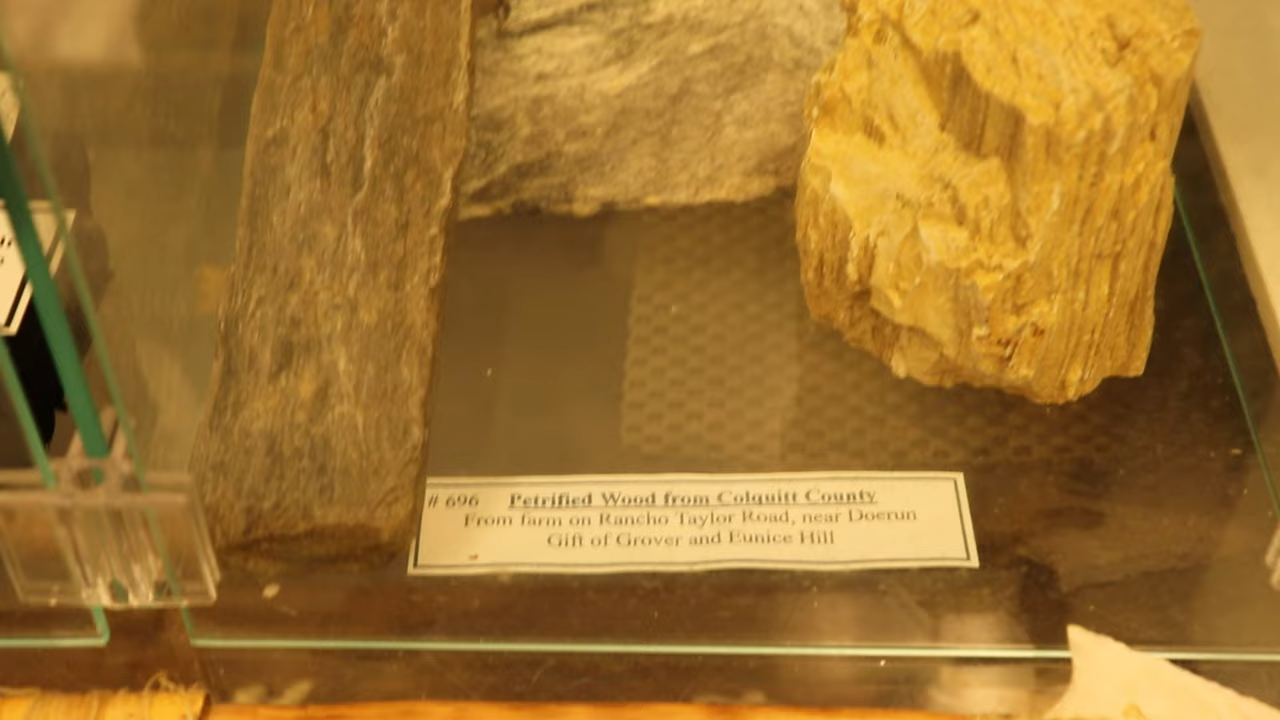 # 696 Petrified Wood from Colquitt County
From farm on Rancho Taylor Road, near Doerun
Gift of Grover and Eunice Hill